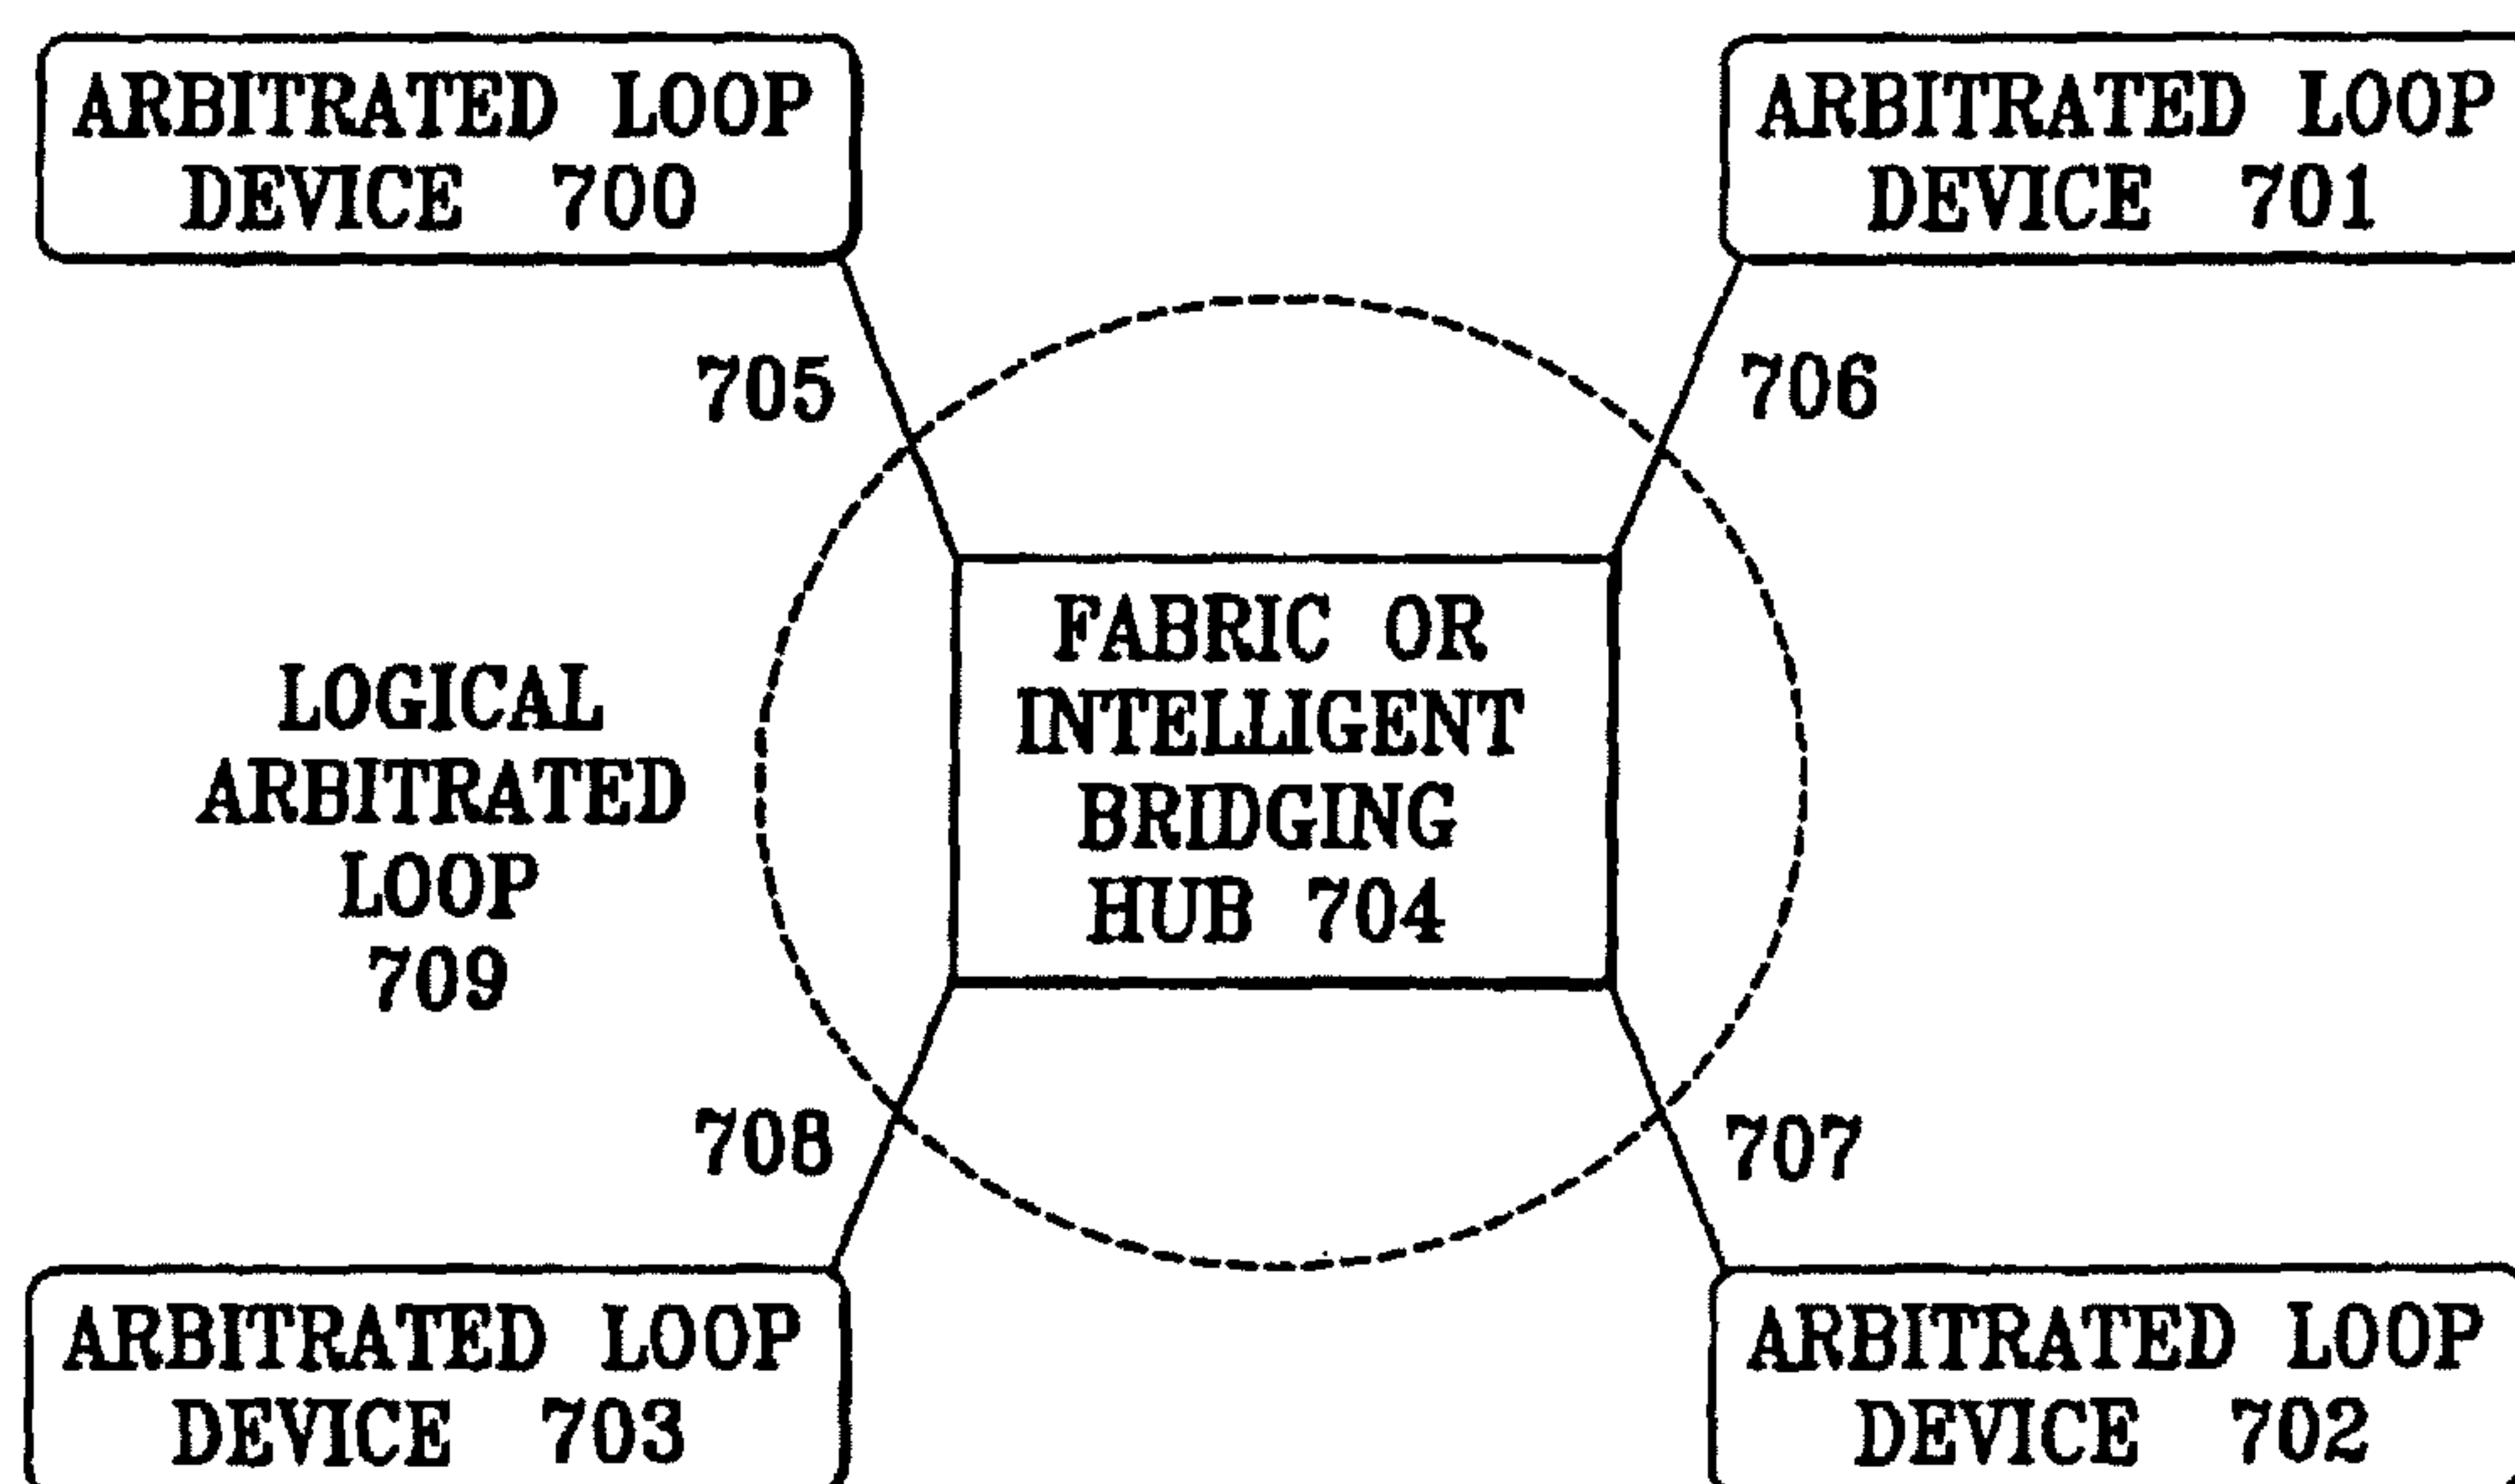 ARBITRATED LOOP
DEVICE 700
ARBITRATED LOOP
DEVICE 701
705
706
FABRIC OR
INTELLIGENT
BRIDGING
HUB 704
LOGICAL
ARBITRATED
LOOP
709
708
707
ARBITRATED LOOP
DEVICE 703
ARBITRATED LOOP
DEVICE 702